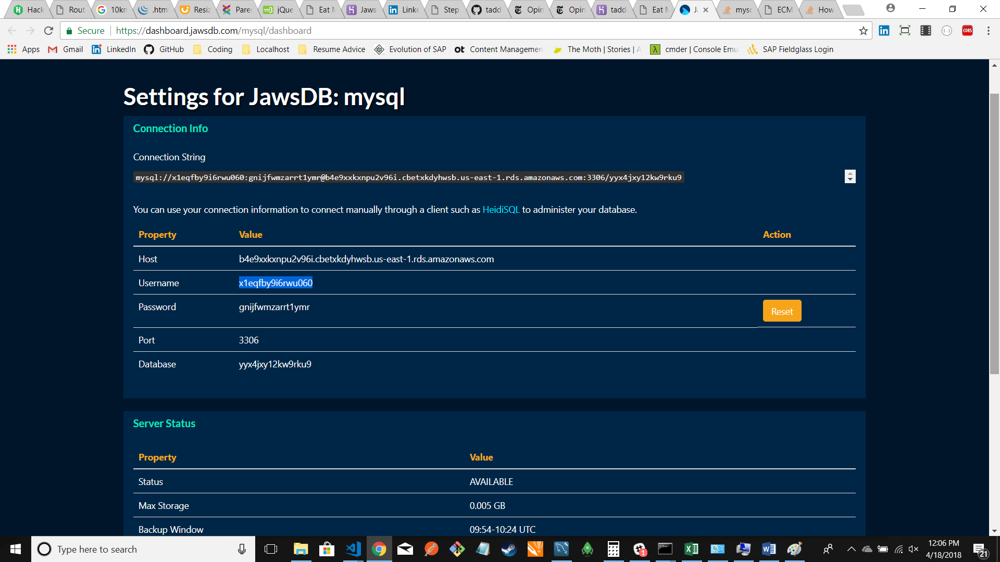 Hack
Rout
10kn
.htm
Resiz
Pare
jQue
Eat
Jaws
Linke
Step
tadd
Opin
Opin
tadd
Eat
mysq
ECM
How
Secure https://dashboard.jawsdb.com/mysql/dashboard
CORS
Apps Gmail LinkedIn GitHub Coding Localhost Resume Advice Evolution of SAP Content Managemen The Moth | Stories | A cmder | Console Emu SAP Fieldglass Login
Settings for JawsDB: mysql
Connection Info
Connection String
mysql://x1eqfby9i6rwu060:gnijfwmzarrt1ymr@b4e9xxkxnpu2v96i.cbetxkdyhwsb.us-east-1.rds.amazonaws.com:3306/yyx4jxy12kw9rku9
You can use your connection information to connect manually through a client such as HeidiSQL to administer your database.
Property Value Action
Host b4e9xxkxnpu2v96i.cbetxkdyhwsb.us-east-1.rds.amazonaws.com
Username x1eqfby9i6rwu060
Password gnijfwmzarrt1ymr Reset
Port 3306
Database yyx4jxy12kw9rku9
Server Status
Property Value
Status AVAILABLE
Max Storage 0.005 GB
Backup Window 09:54-10:24 UTC
Type here to search
12:06 PM
4/18/2018
21